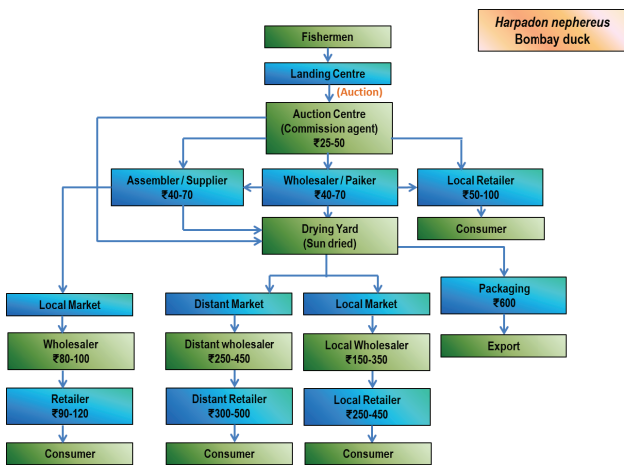 Harpadon nephereus
Bombay duck
Fishermen
Landing Centre
(Auction)
Auction Centre
(Commission agent)
₹25-50
Assembler / Supplier
₹40-70
Wholesaler / Paiker
₹40-70
Local Retailer
₹50-100
Consumer
Drying Yard
(Sun dried)
Packaging
₹600
Export
Local Market
Distant Market
Local Market
Wholesaler
₹80-100
Distant wholesaler
₹250-450
Local Wholesaler
₹150-350
Retailer
₹90-120
Distant Retailer
₹300-500
Local Retailer
₹250-450
Consumer
Consumer
Consumer